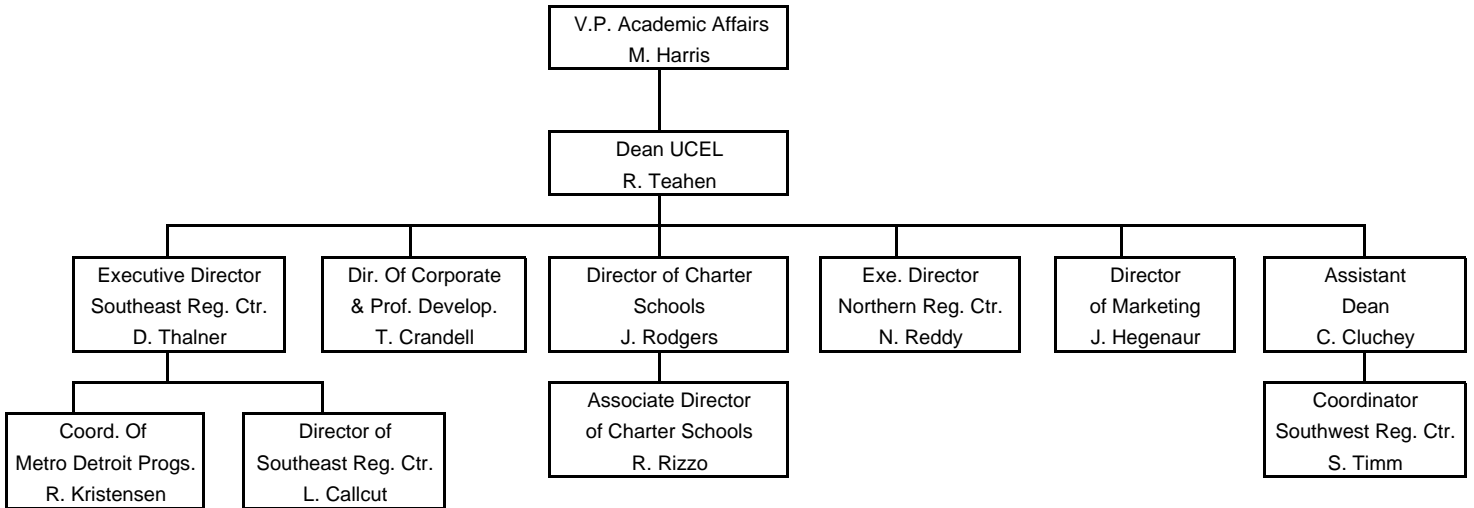 V.P. Academic Affairs
M. Harris
Dean UCEL
R. Teahen
Executive Director
Southeast Reg. Ctr.
D. Thalner
Dir. Of Corporate
& Prof. Develop.
T. Crandell
Director of Charter
Schools
J. Rodgers
Exe. Director
Northern Reg. Ctr.
N. Reddy
Director
of Marketing
J. Hegenaur
Assistant
Dean
C. Cluchey
Coord. Of
Metro Detroit Progs.
R. Kristensen
Director of
Southeast Reg. Ctr.
L. Callcut
Associate Director
of Charter Schools
R. Rizzo
Coordinator
Southwest Reg. Ctr.
S. Timm